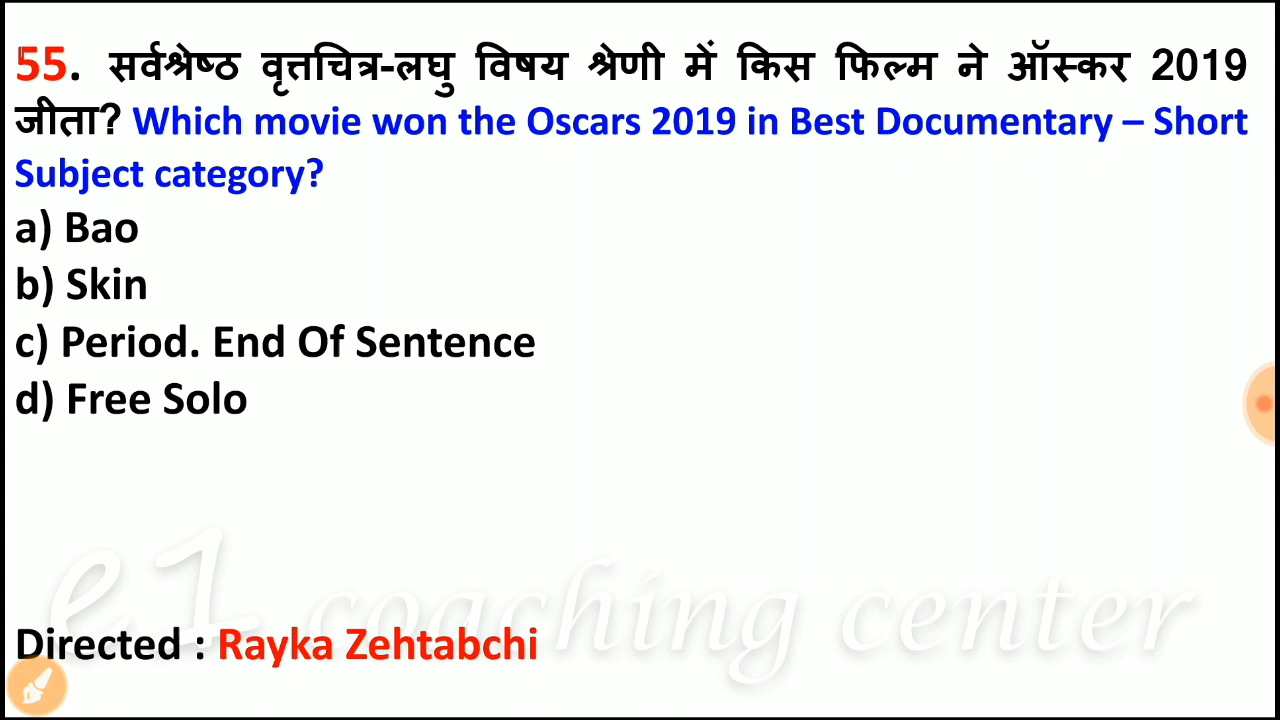 55. सर्वश्रेष्ठ वृत्तचित्र-लघु विषय श्रेणी में किस फिल्म ने ऑस्कर 2019
जीता? Which movie won the Oscars 2019 in Best Documentary – Short
Subject category?
a) Bao
b) Skin
c) Period. End Of Sentence
d) Free Solo
e1 coaching center
Directed : Rayka Zehtabchi